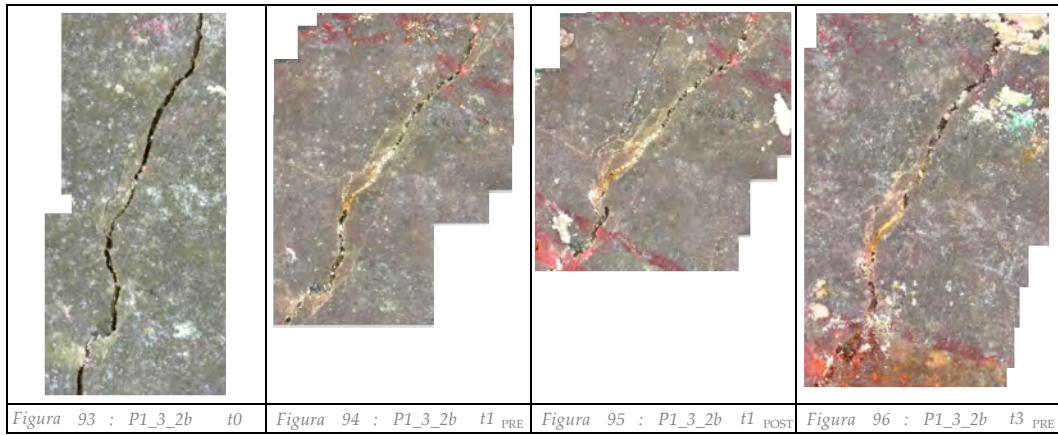 Figura 93 : P1_3_2b t0
Figura 94 : P1_3_2b t1 PRE
Figura 95 : P1_3_2b t1 POST
Figura 96 : P1_3_2b t3 PRE